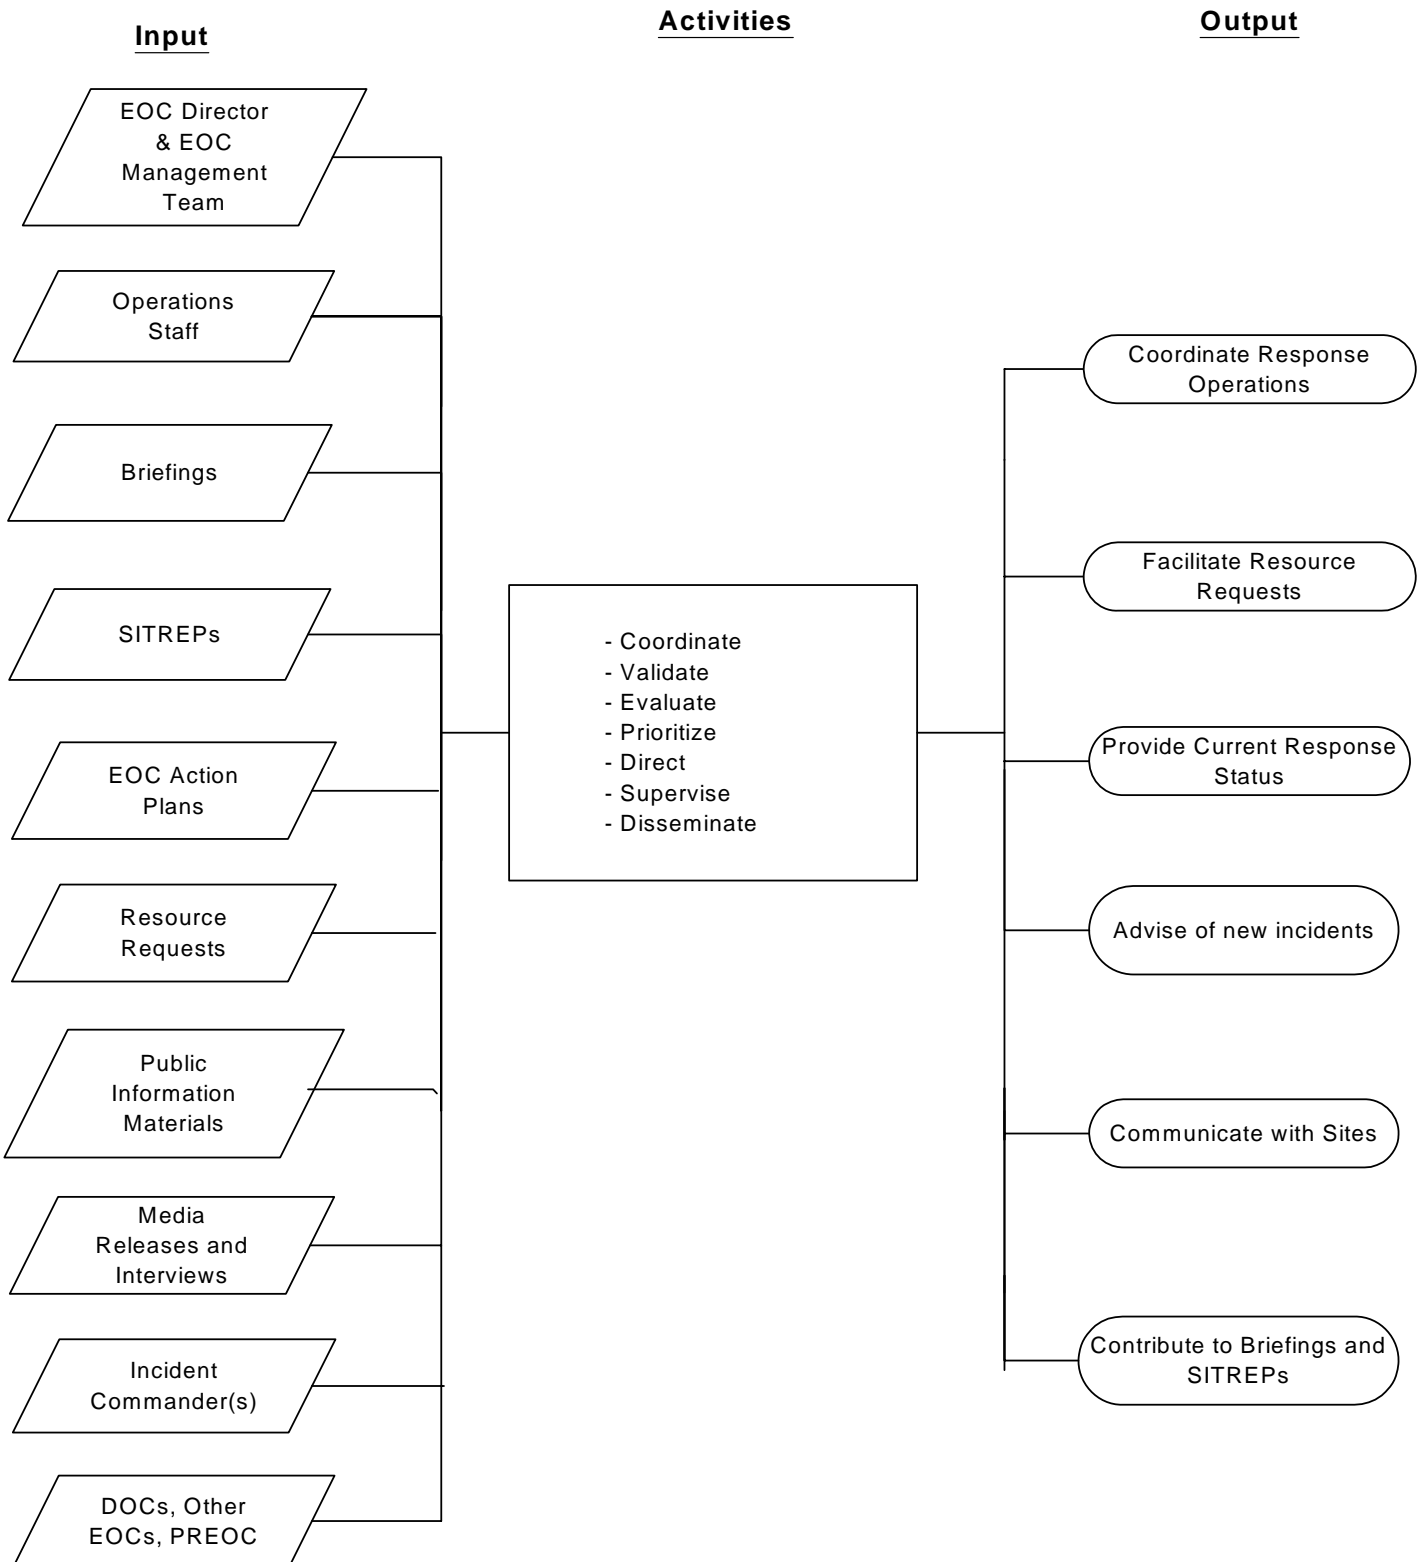 Input
Activities
Output
EOC Director
& EOC
Management
Team
Operations
Staff
Briefings
SITREPs
EOC Action
Plans
Resource
Requests
Public
Information
Materials
Media
Releases and
Interviews
Incident
Commander(s)
DOCs, Other
EOCs, PREOC
- Coordinate
- Validate
- Evaluate
- Prioritize
- Direct
- Supervise
- Disseminate
Coordinate Response
Operations
Facilitate Resource
Requests
Provide Current Response
Status
Advise of new incidents
Communicate with Sites
Contribute to Briefings and
SITREPs